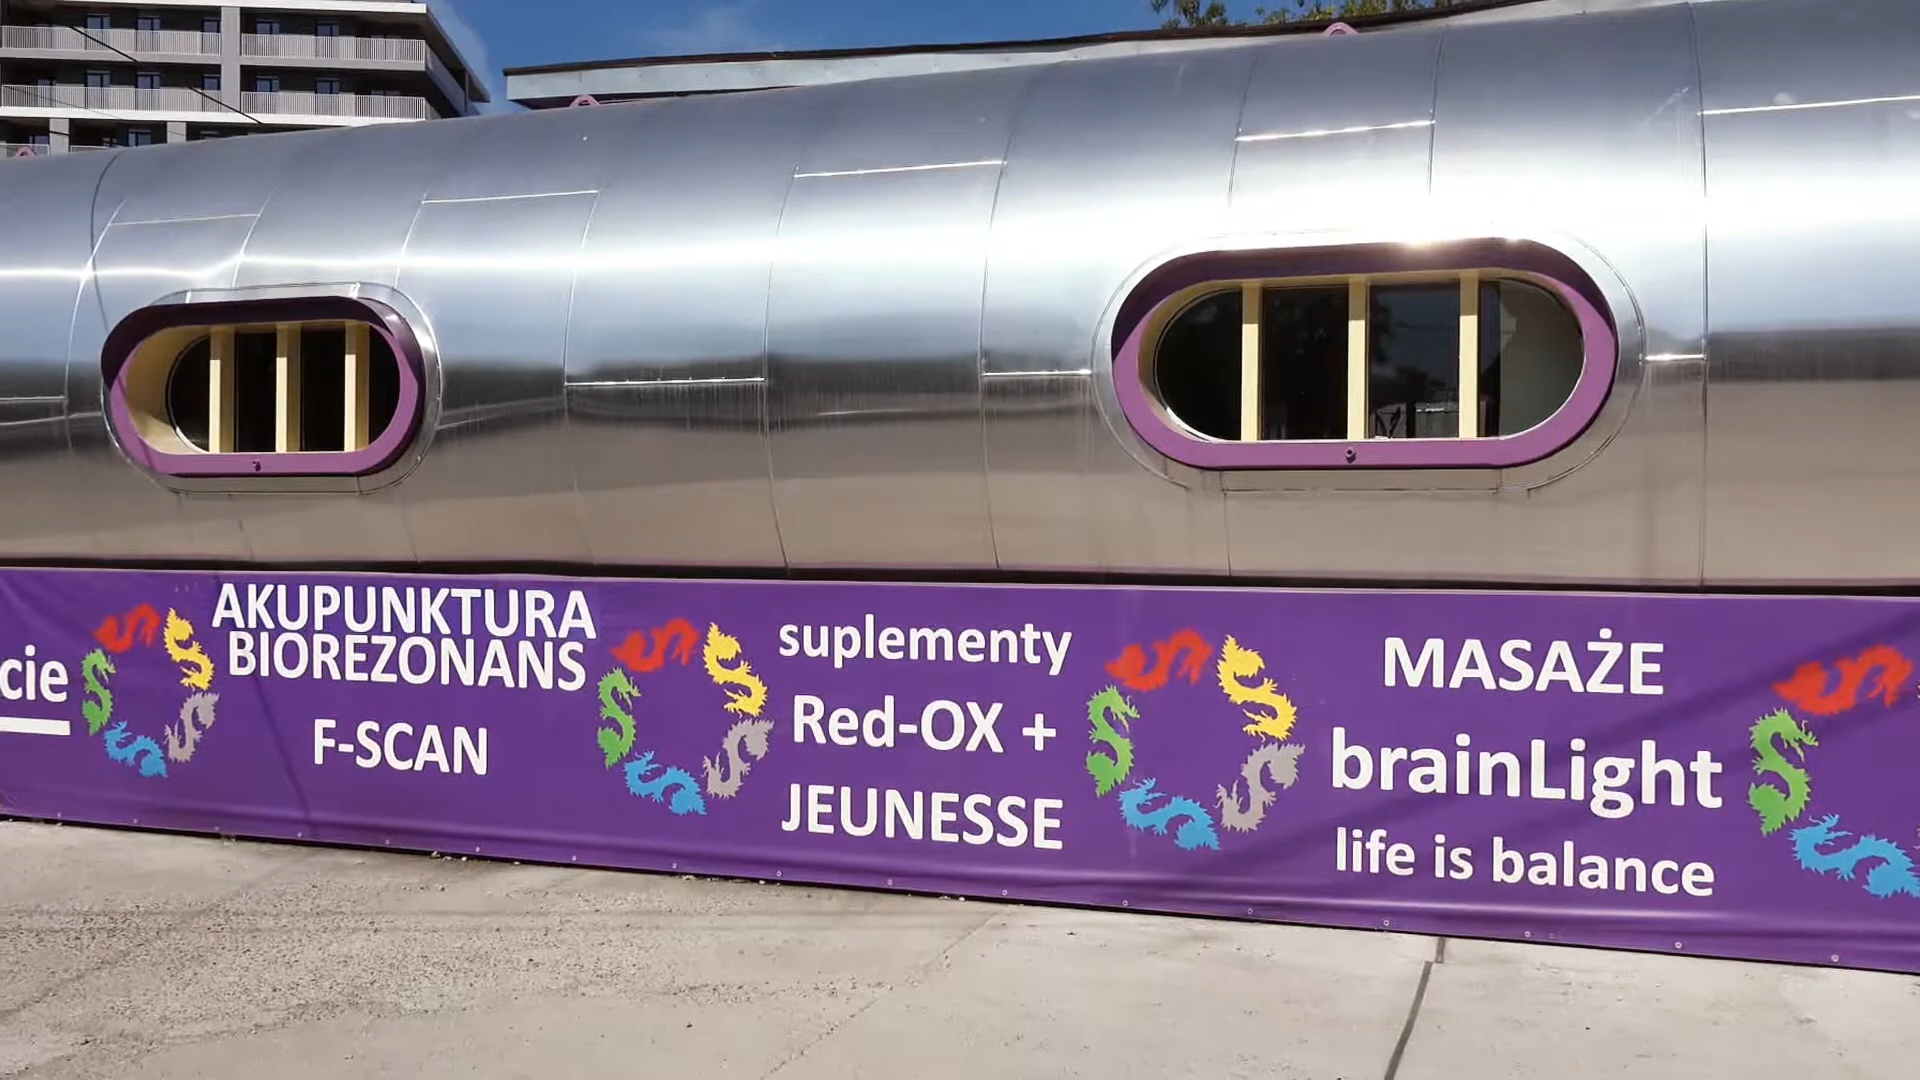 cie
AKUPUNKTURA
BIOREZONANS
F-SCAN
suplementy
Red-OX +
JEUNESSE
MASAŻE
brainLight
life is balance